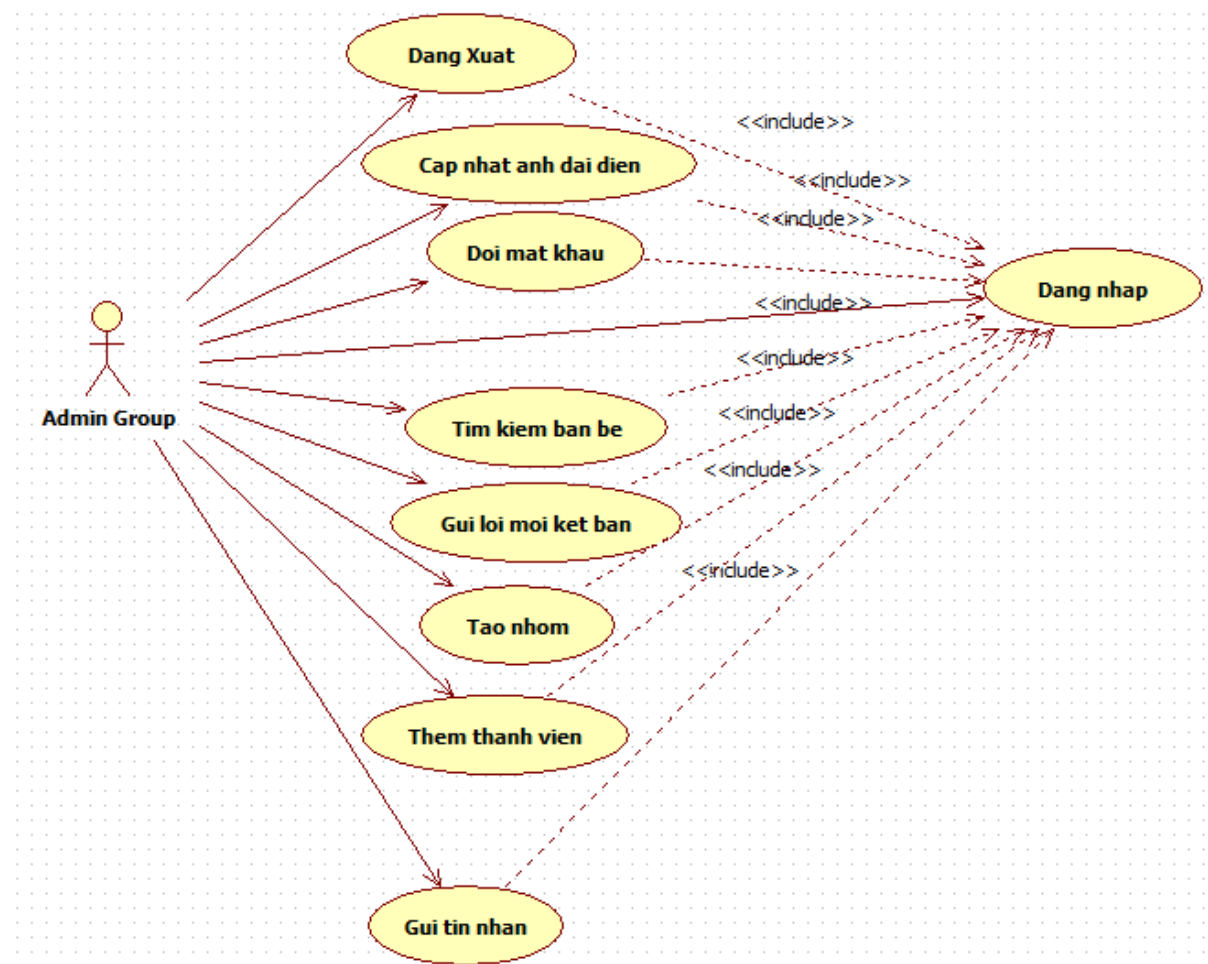 Dang Xuat
<<include>>
Cap nhat anh dai dien
<<include>>
<<include>>
Doi mat khau
Dang nhap
<<include>>
<<include>>
Admin Group
Tim kiem ban be
<<include>>
<<include>>
Gui loi moi ket ban
<<include>>
Tao nhom
Them thanh vien
Gui tin nhan